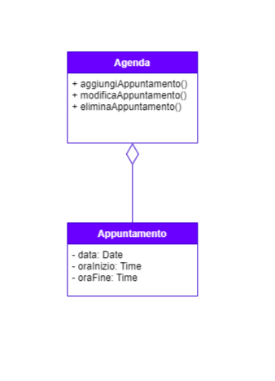 Agenda
+ aggiungiAppuntamento()
+ modificaAppuntamento()
+ eliminaAppuntamento()
Appuntamento
- data: Date
- oraInizio: Time
- oraFine: Time